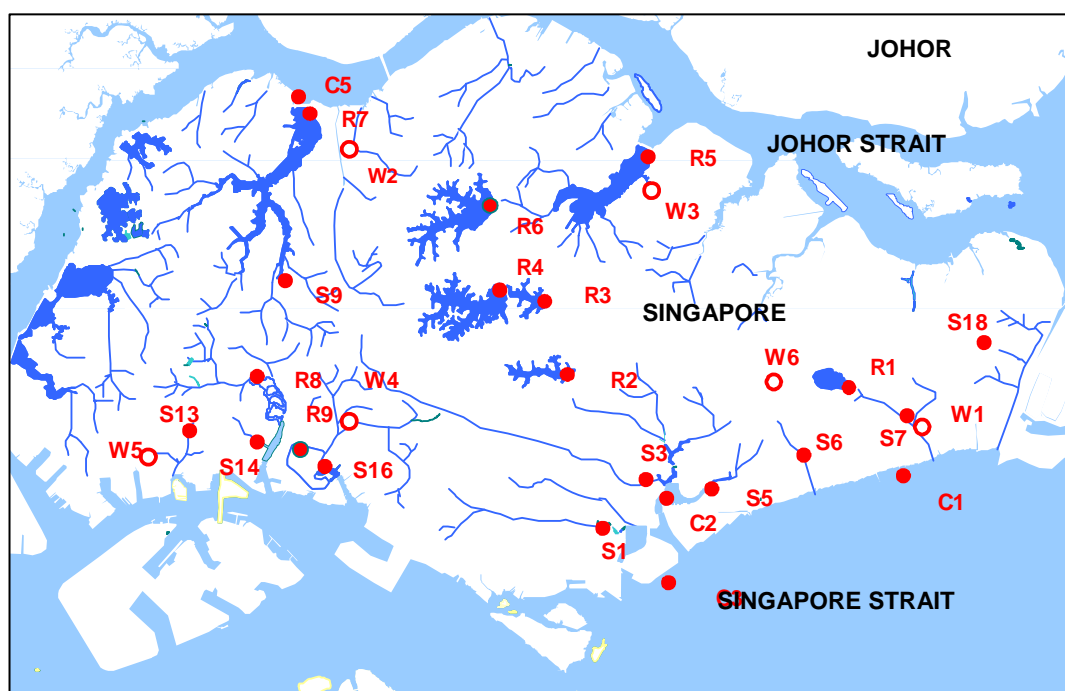 JOHOR
C5
R7
JOHOR STRAIT
R5
W2
W3
R6
R4
S9
R3
SINGAPORE
S18
W6
R8
W4
R2
R1
R9
S13
W1
S7
W5
S14
S16
S3
S6
S5
C1
C2
S1
C3
SINGAPORE STRAIT